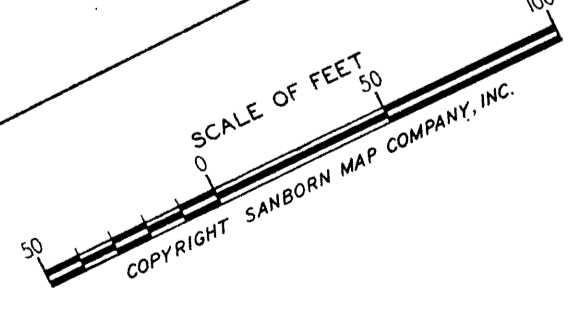 SCALE OF FEET
50 0 50 100
COPYRIGHT SANBORN MAP COMPANY, INC.